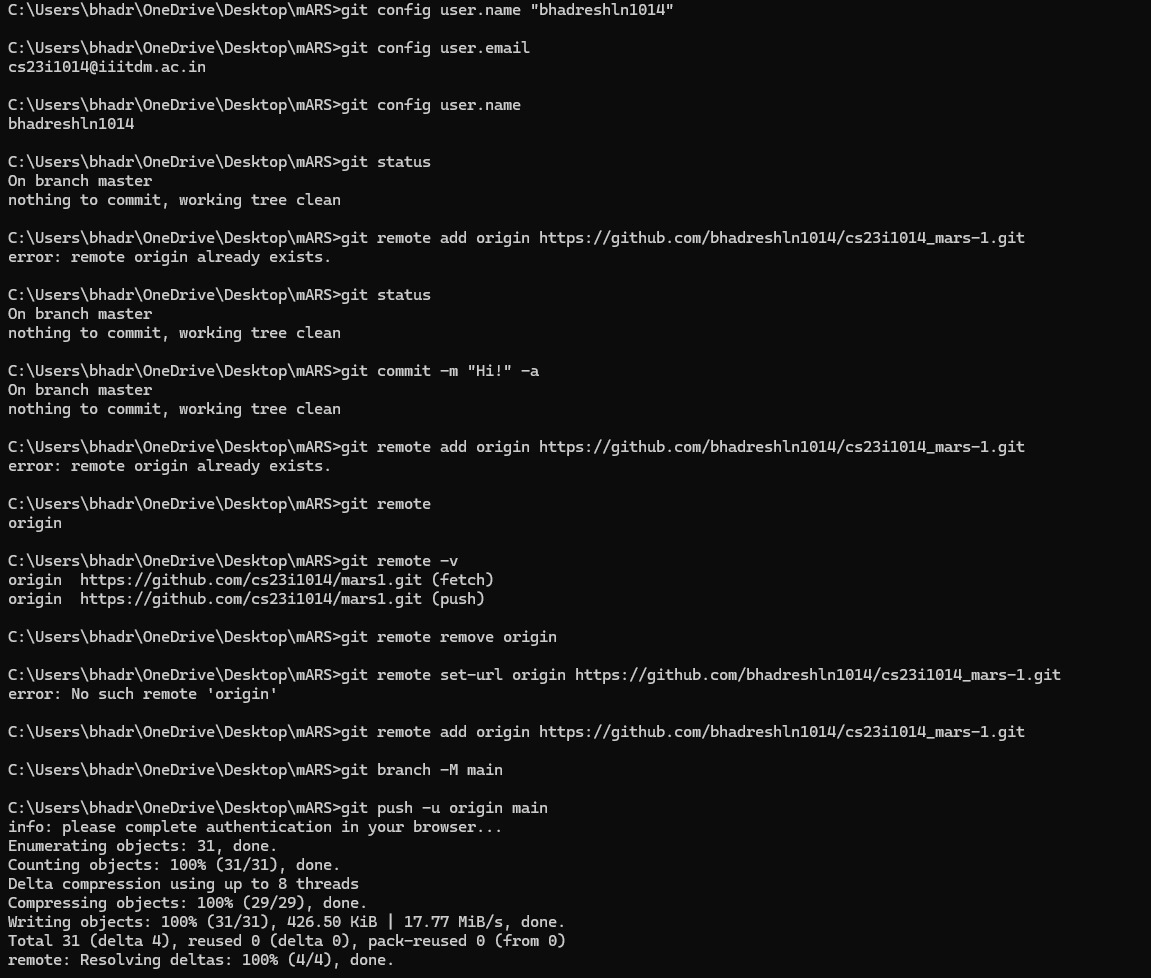 C:\Users\bhadr\OneDrive\Desktop\mARS>git config user.name "bhadreshln1014"
C:\Users\bhadr\OneDrive\Desktop\mARS>git config user.email
cs23i1014@iiitdm.ac.in
C:\Users\bhadr\OneDrive\Desktop\mARS>git config user.name
bhadreshln1014
C:\Users\bhadr\OneDrive\Desktop\mARS>git status
On branch master
nothing to commit, working tree clean
C:\Users\bhadr\OneDrive\Desktop\mARS>git remote add origin https://github.com/bhadreshln1014/cs23i1014_mars-1.git
error: remote origin already exists.
C:\Users\bhadr\OneDrive\Desktop\mARS>git status
On branch master
nothing to commit, working tree clean
C:\Users\bhadr\OneDrive\Desktop\mARS>git commit -m "Hi!" -a
On branch master
nothing to commit, working tree clean
C:\Users\bhadr\OneDrive\Desktop\mARS>git remote add origin https://github.com/bhadreshln1014/cs23i1014_mars-1.git
error: remote origin already exists.
C:\Users\bhadr\OneDrive\Desktop\mARS>git remote
origin
C:\Users\bhadr\OneDrive\Desktop\mARS>git remote -v
origin  https://github.com/cs23i1014/mars1.git (fetch)
origin  https://github.com/cs23i1014/mars1.git (push)
C:\Users\bhadr\OneDrive\Desktop\mARS>git remote remove origin
C:\Users\bhadr\OneDrive\Desktop\mARS>git remote set-url origin https://github.com/bhadreshln1014/cs23i1014_mars-1.git
error: No such remote 'origin'
C:\Users\bhadr\OneDrive\Desktop\mARS>git remote add origin https://github.com/bhadreshln1014/cs23i1014_mars-1.git
C:\Users\bhadr\OneDrive\Desktop\mARS>git branch -M main
C:\Users\bhadr\OneDrive\Desktop\mARS>git push -u origin main
info: please complete authentication in your browser...
Enumerating objects: 31, done.
Counting objects: 100% (31/31), done.
Delta compression using up to 8 threads
Compressing objects: 100% (29/29), done.
Writing objects: 100% (31/31), 426.50 KiB | 17.77 MiB/s, done.
Total 31 (delta 4), reused 0 (delta 0), pack-reused 0 (from 0)
remote: Resolving deltas: 100% (4/4), done.